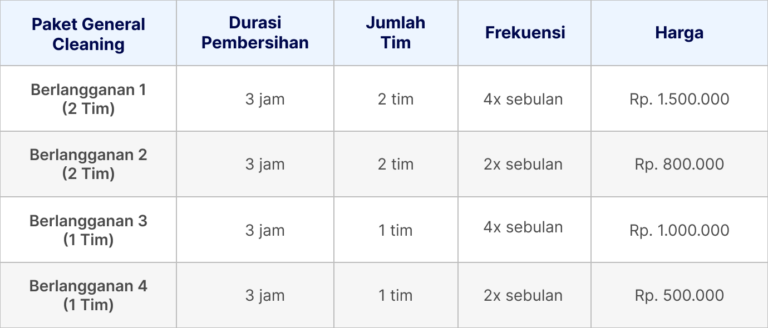 Paket General
Cleaning
Durasi
Pembersihan
Jumlah
Tim
Frekuensi
Harga
Berlangganan 1
(2 Tim)
3 jam
2 tim
4x sebulan
Rp. 1.500.000
Berlangganan 2
(2 Tim)
3 jam
2 tim
2x sebulan
Rp. 800.000
Berlangganan 3
(1 Tim)
3 jam
1 tim
4x sebulan
Rp. 1.000.000
Berlangganan 4
(1 Tim)
3 jam
1 tim
2x sebulan
Rp. 500.000